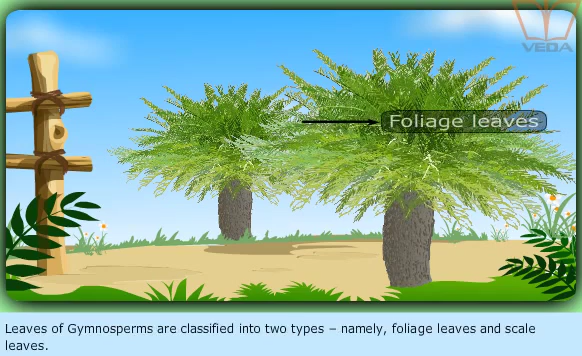 VEDA
Foliage leaves
Leaves of Gymnosperms are classified into two types – namely, foliage leaves and scale
leaves.